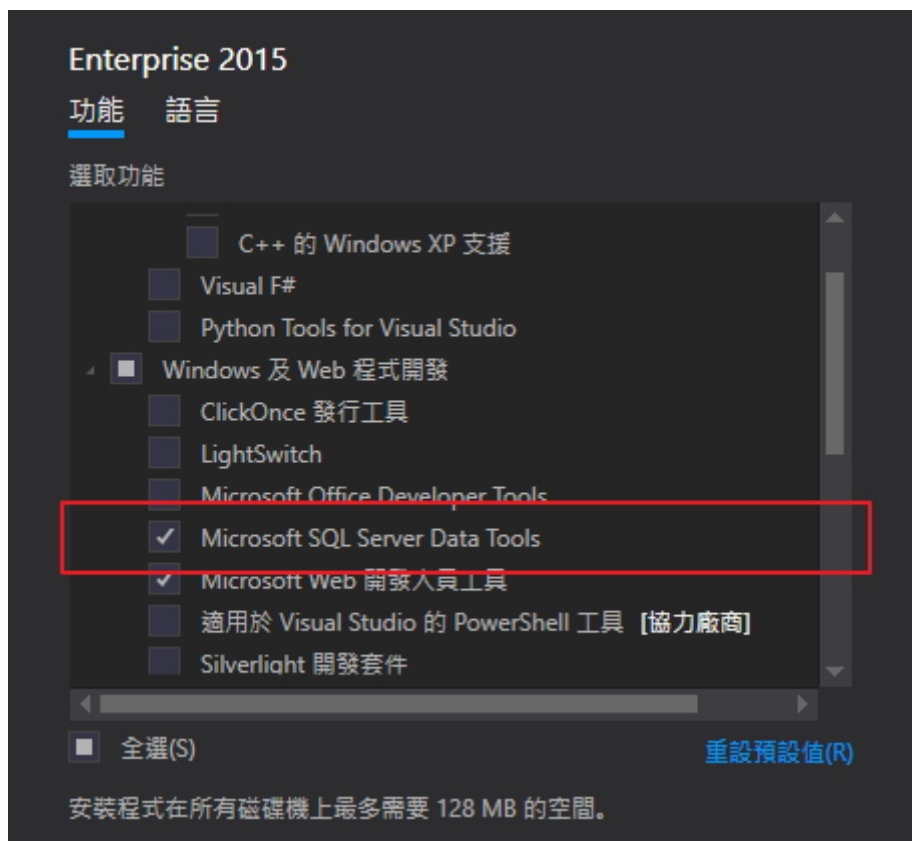 Enterprise 2015
功能 語言
選取功能
C++ 的 Windows XP 支援
Visual F#
Python Tools for Visual Studio
Windows 及 Web 程式開發
ClickOnce 發行工具
LightSwitch
Microsoft Office Developer Tools
Microsoft SQL Server Data Tools
Microsoft Web 開發人員工具
適用於 Visual Studio 的 PowerShell 工具 [協力廠商]
Silverlight 開發套件
全選(S) 重設預設值(R)
安裝程式在所有磁碟機上最多需要 128 MB 的空間。